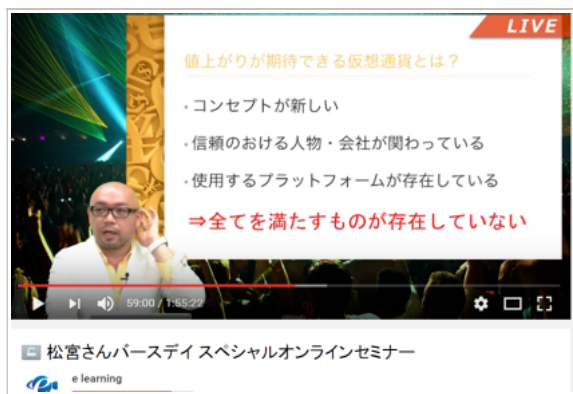 LIVE
値上がりが期待できる仮想通貨とは？
・コンセプトが新しい
・信頼のおける人物・会社が関わっている
・使用するプラットフォームが存在している
⇒全てを満たすものが存在していない
59:00 / 1:55:22
松宮さんバースデイスペシャルオンラインセミナー
e learning